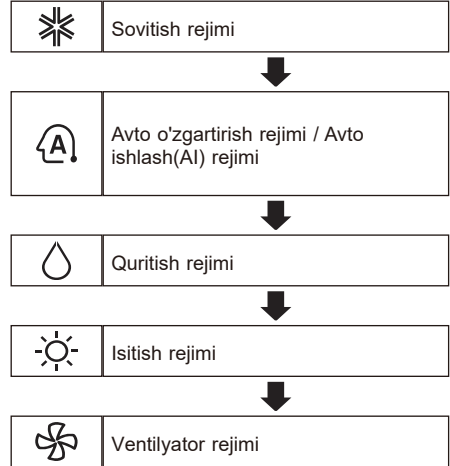 Sovitish rejimi
A
Avto o'zgartirish rejimi / Avto
ishlash(AI) rejimi
Quritish rejimi
Isitish rejimi
Ventilyator rejimi